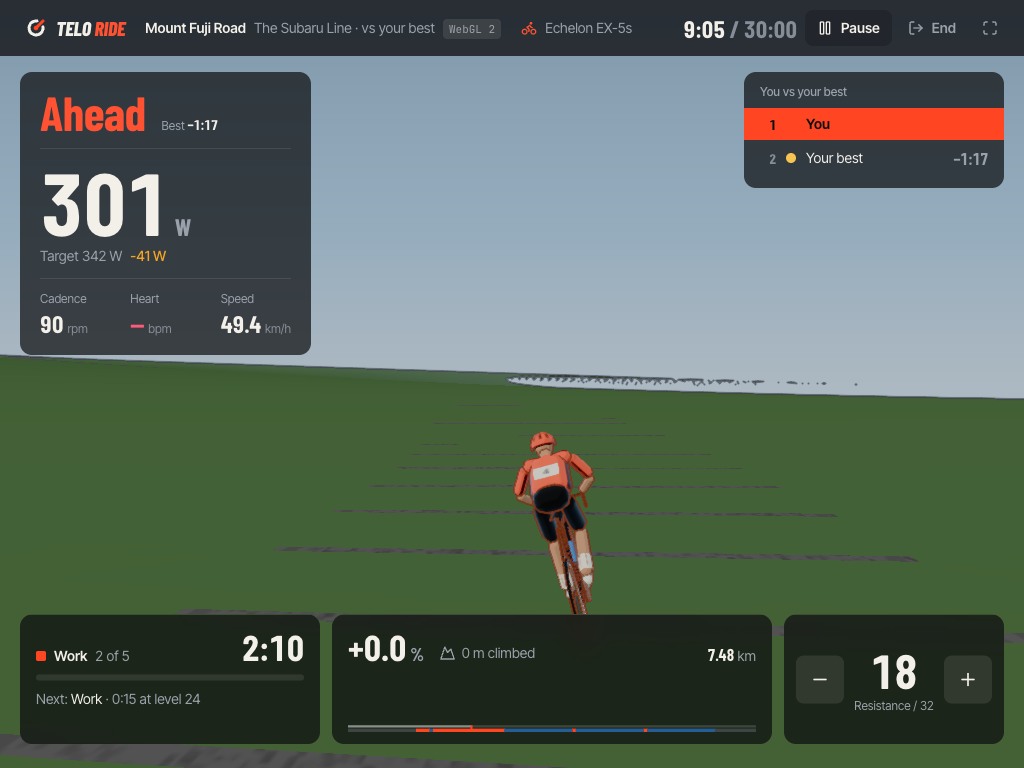 TELO RIDE
Mount Fuji Road The Subaru Line · vs your best WebGL 2
Echelon EX-5s
9:05 / 30:00
Pause
End
Ahead Best −1:17
301 W
Target 342 W -41 W
Cadence Heart Speed
90 rpm – bpm 49.4 km/h
You vs your best
1 You
2 Your best −1:17
Work 2 of 5 2:10
Next: Work · 0:15 at level 24
+0.0 % 0 m climbed 7.48 km
− 18 +
Resistance / 32